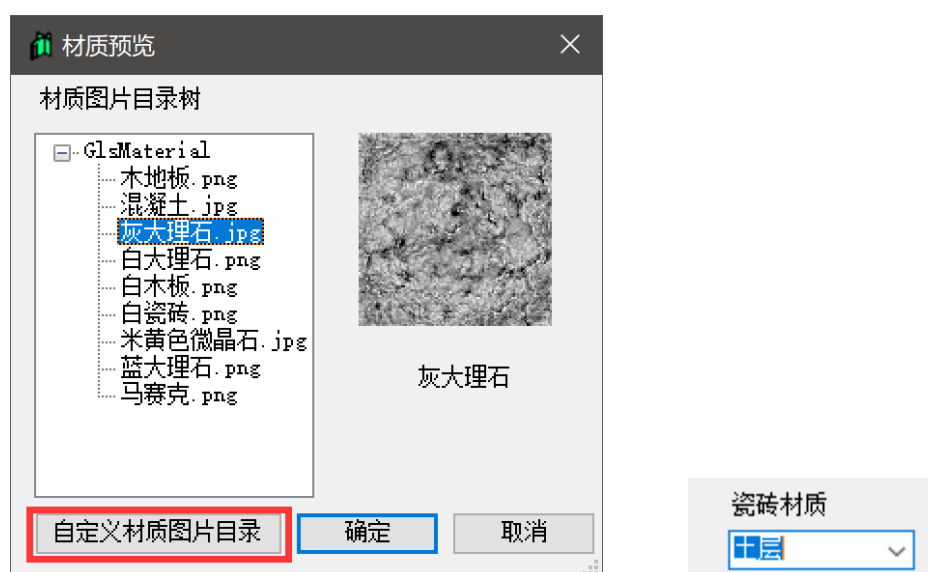 材质预览
材质图片目录树
GlsMaterial
木地板.png
混凝土.jpg
灰大理石.jpg
白大理石.png
白木板.png
白瓷砖.png
米黄色微晶石.jpg
蓝大理石.png
马赛克.png
灰大理石
自定义材质图片目录
确定
取消
瓷砖材质
土层